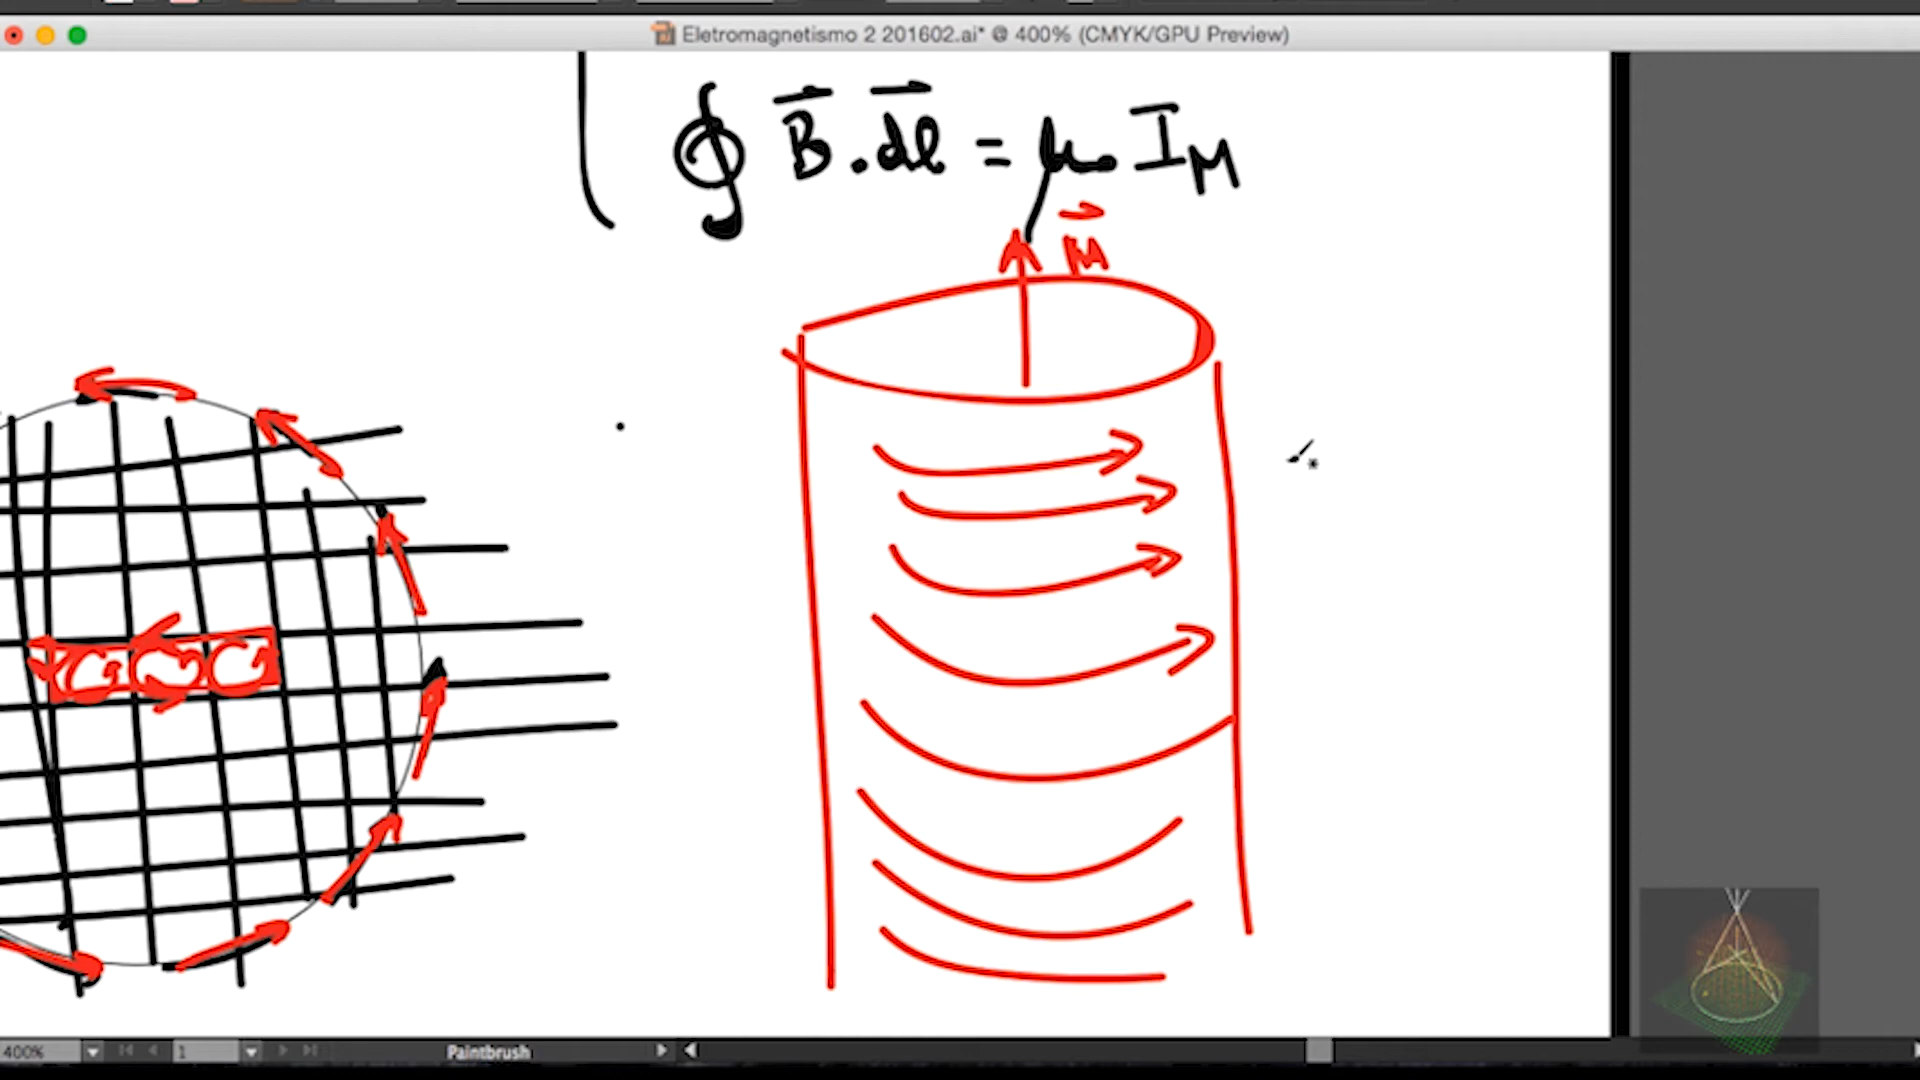 Eletromagnetismo 2 201602.ai* @ 400% (CMYK/GPU Preview)
∮ B⃗ . dl⃗ = μ₀ I_M
M⃗
400%
1
Paintbrush